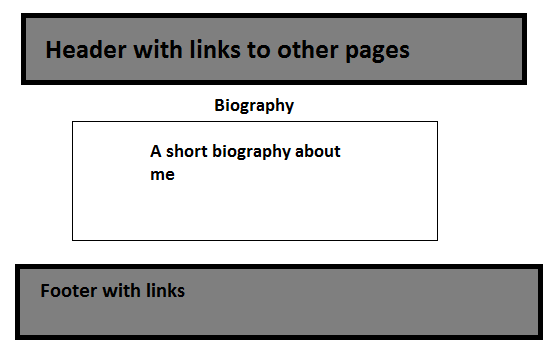 Header with links to other pages
Biography
A short biography about
me
Footer with links